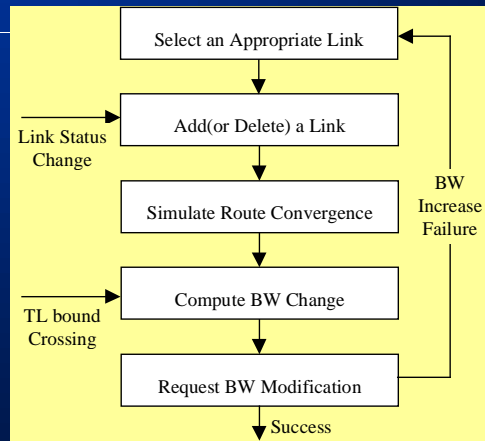 Select an Appropriate Link
Add(or Delete) a Link
Link Status
Change
BW
Increase
Failure
Simulate Route Convergence
Compute BW Change
TL bound
Crossing
Request BW Modification
Success